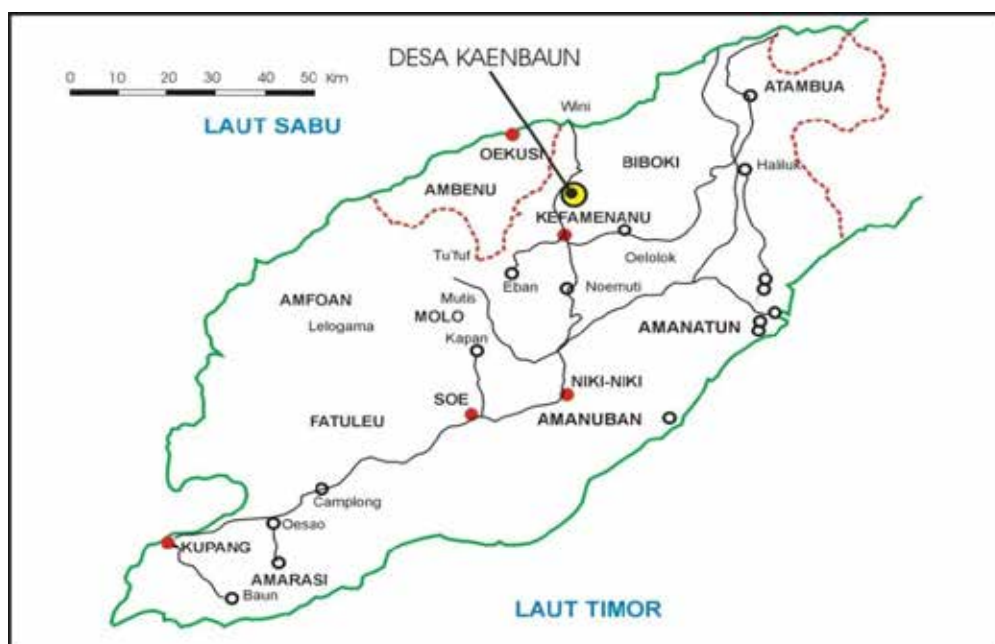 DESA KAENBAUN
0 10 20 30 40 50 Km
LAUT SABU
Wini
ATAMBUA
OEKUSI
BIBOKI
Haliluk
AMBENU
KEFAMENANU
Tu'fuf
Oelolok
Eban
Noemuti
AMFOAN
Mutis
MOLO
Lelogama
AMANATUN
Kapan
NIKI-NIKI
SOE
FATULEU
AMANUBAN
Camplong
Oesao
KUPANG
AMARASI
Baun
LAUT TIMOR